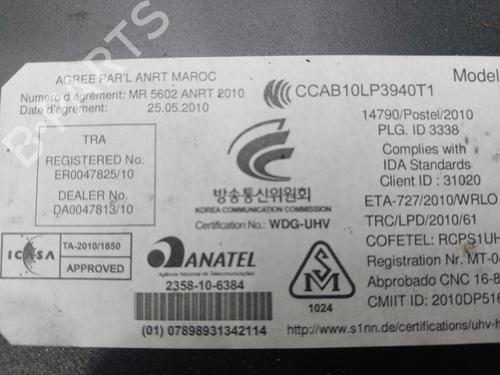 AGREE PAR'L ANRT MAROC
Numéro d'agrément: MR 5602 ANRT 2010
Date d'agrément: 25.05.2010
TRA
REGISTERED No.
ER0047825/10
DEALER No.
DA0047813/10
ICASA
TA-2010/1850
APPROVED
방송통신위원회
KOREA COMMUNICATION COMMISSION
Certification No.: WDG-UHV
ANATEL
Agência Nacional de Telecomunicações
2358-10-6384
(01) 07898931342114
CCAB10LP3940T1
Model
14790/Postel/2010
PLG. ID 3338
Complies with
IDA Standards
Client ID : 31020
ETA-727/2010/WRLO
TRC/LPD/2010/61
COFETEL: RCPS1UH
Registration Nr. MT-0
Abprobado CNC 16-8
CMIIT ID: 2010DP516
SM
1024
http://www.s1nn.de/certifications/uhv-h
PARTS